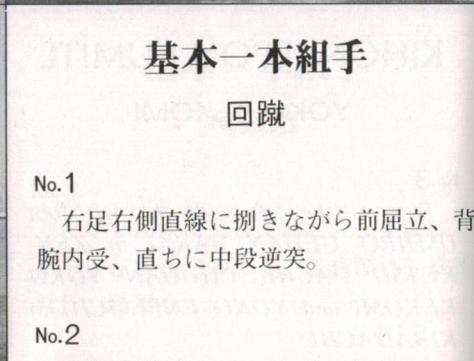 基本一本組手
回蹴
No.1
右足右側直線に捌きながら前屈立、背
腕内受、直ちに中段逆突。
No.2